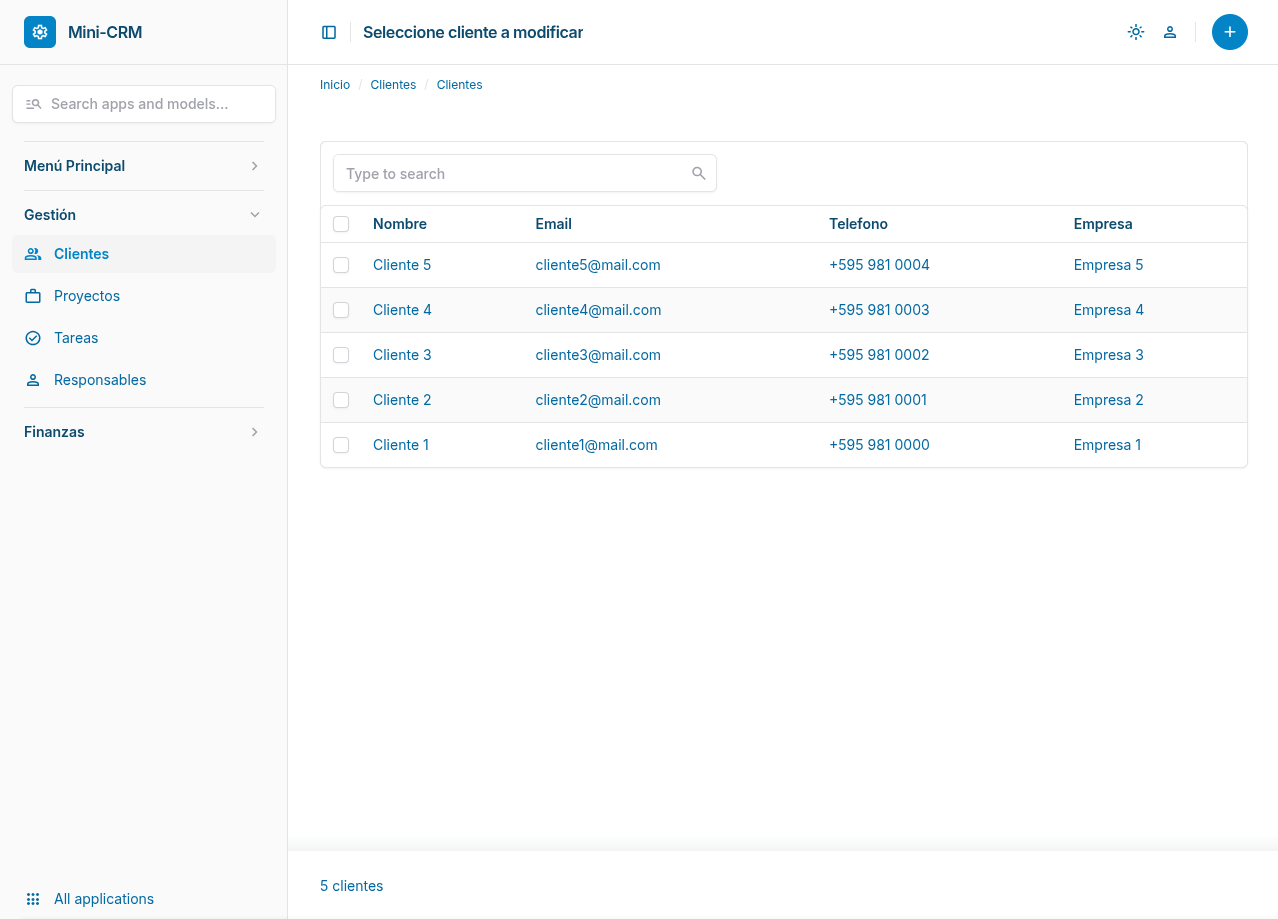 Mini-CRM
Seleccione cliente a modificar
Inicio / Clientes / Clientes
Search apps and models...
Menú Principal
Gestión
Clientes
Proyectos
Tareas
Responsables
Finanzas
All applications
Type to search
Nombre Email Telefono Empresa
Cliente 5 cliente5@mail.com +595 981 0004 Empresa 5
Cliente 4 cliente4@mail.com +595 981 0003 Empresa 4
Cliente 3 cliente3@mail.com +595 981 0002 Empresa 3
Cliente 2 cliente2@mail.com +595 981 0001 Empresa 2
Cliente 1 cliente1@mail.com +595 981 0000 Empresa 1
5 clientes